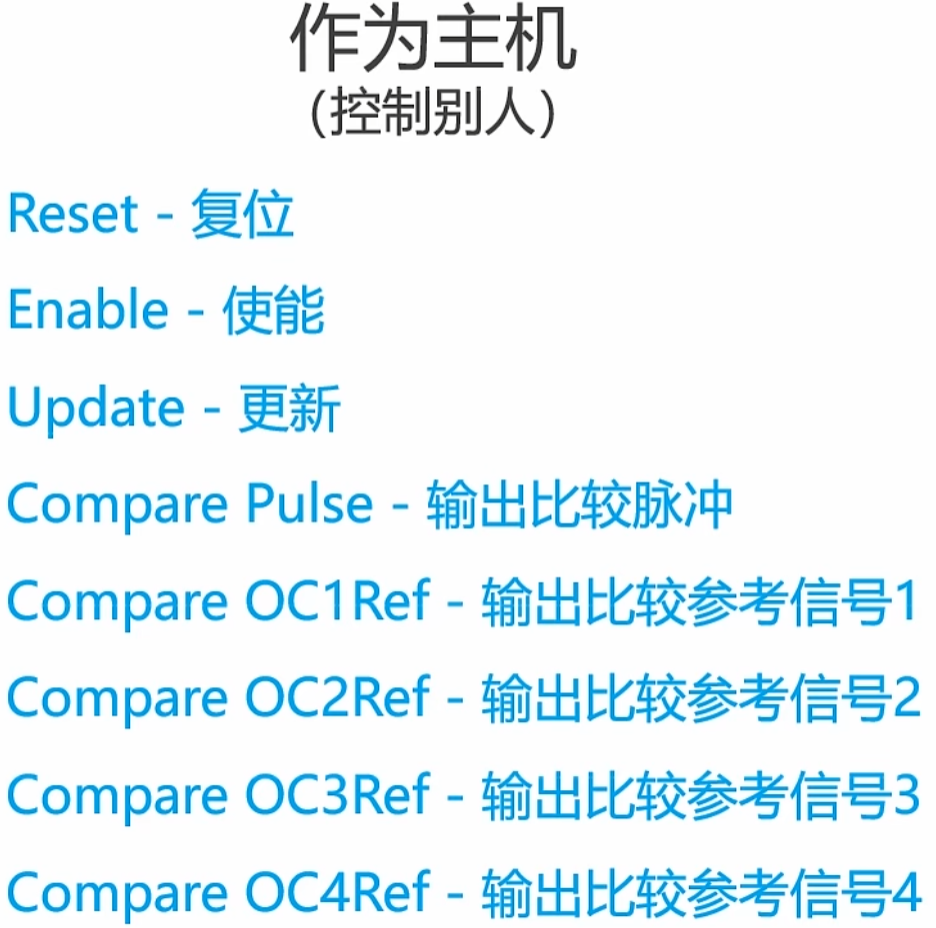 作为主机
（控制别人）
Reset - 复位
Enable - 使能
Update - 更新
Compare Pulse - 输出比较脉冲
Compare OC1Ref - 输出比较参考信号1
Compare OC2Ref - 输出比较参考信号2
Compare OC3Ref - 输出比较参考信号3
Compare OC4Ref - 输出比较参考信号4